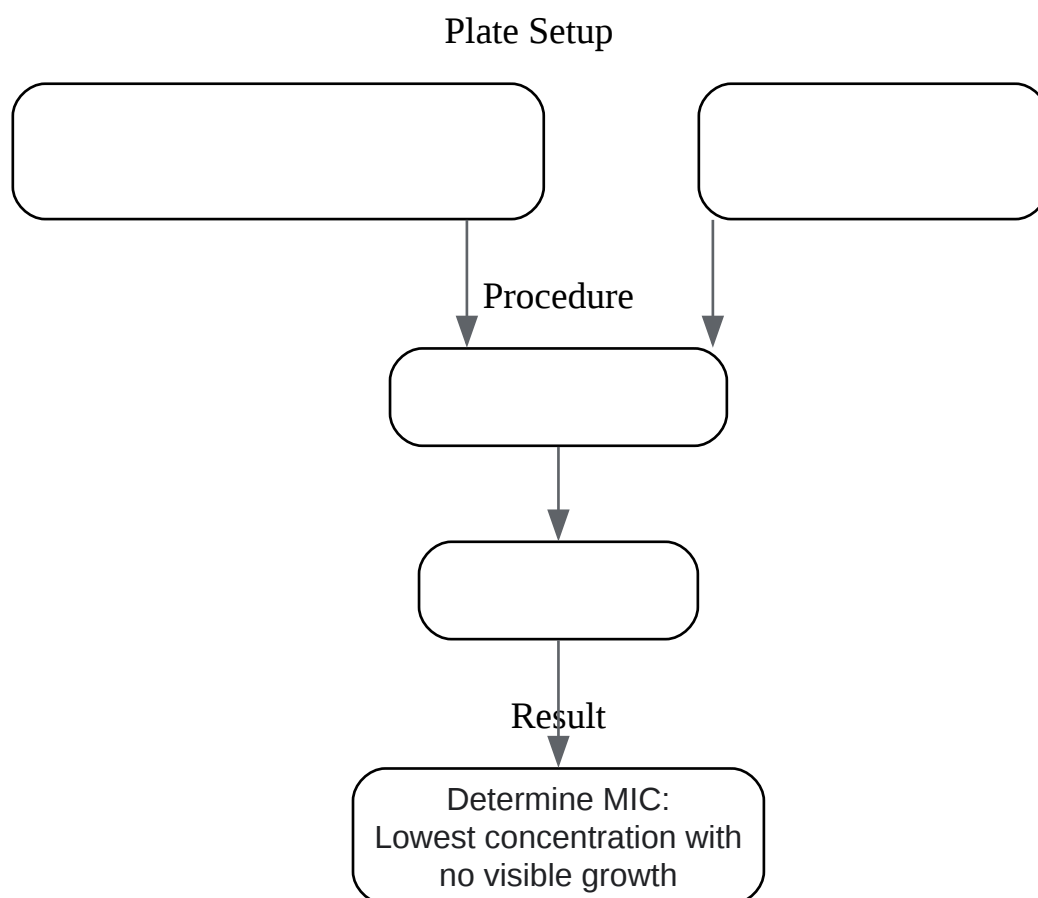 Plate Setup
Procedure
Result
Determine MIC:
Lowest concentration with
no visible growth